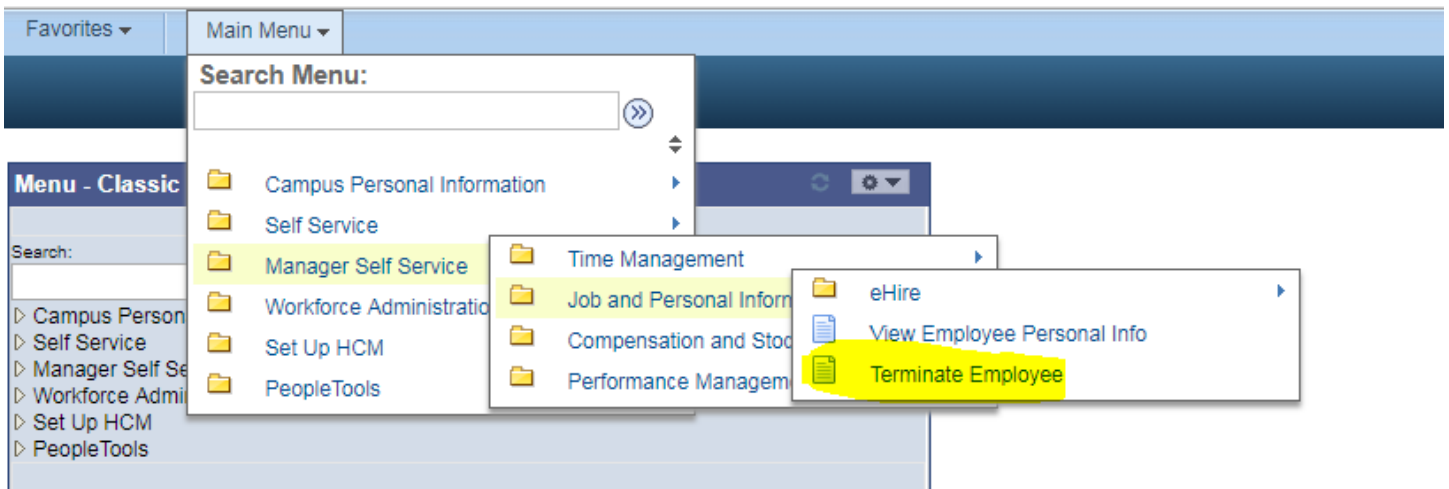 Favorites
Main Menu
Search Menu:
Campus Personal Information
Self Service
Manager Self Service
Workforce Administratio
Set Up HCM
PeopleTools
Time Management
Job and Personal Inform
Compensation and Stoc
Performance Managem
eHire
View Employee Personal Info
Terminate Employee
Menu - Classic
Search:
Campus Person
Self Service
Manager Self Se
Workforce Admi
Set Up HCM
PeopleTools